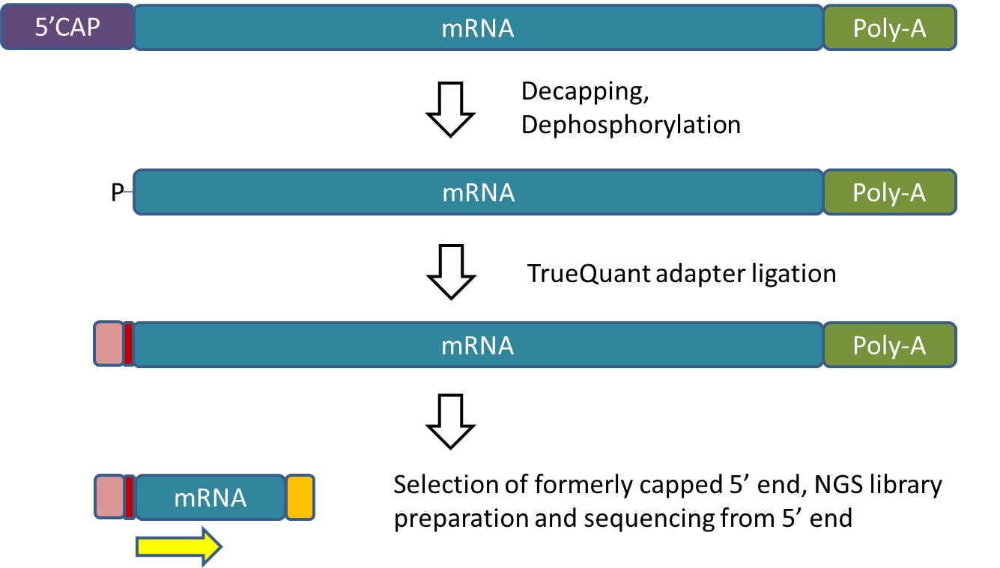 5’CAP mRNA Poly-A
Decapping,
Dephosphorylation
P mRNA Poly-A
TrueQuant adapter ligation
mRNA Poly-A
mRNA
Selection of formerly capped 5’ end, NGS library
preparation and sequencing from 5’ end